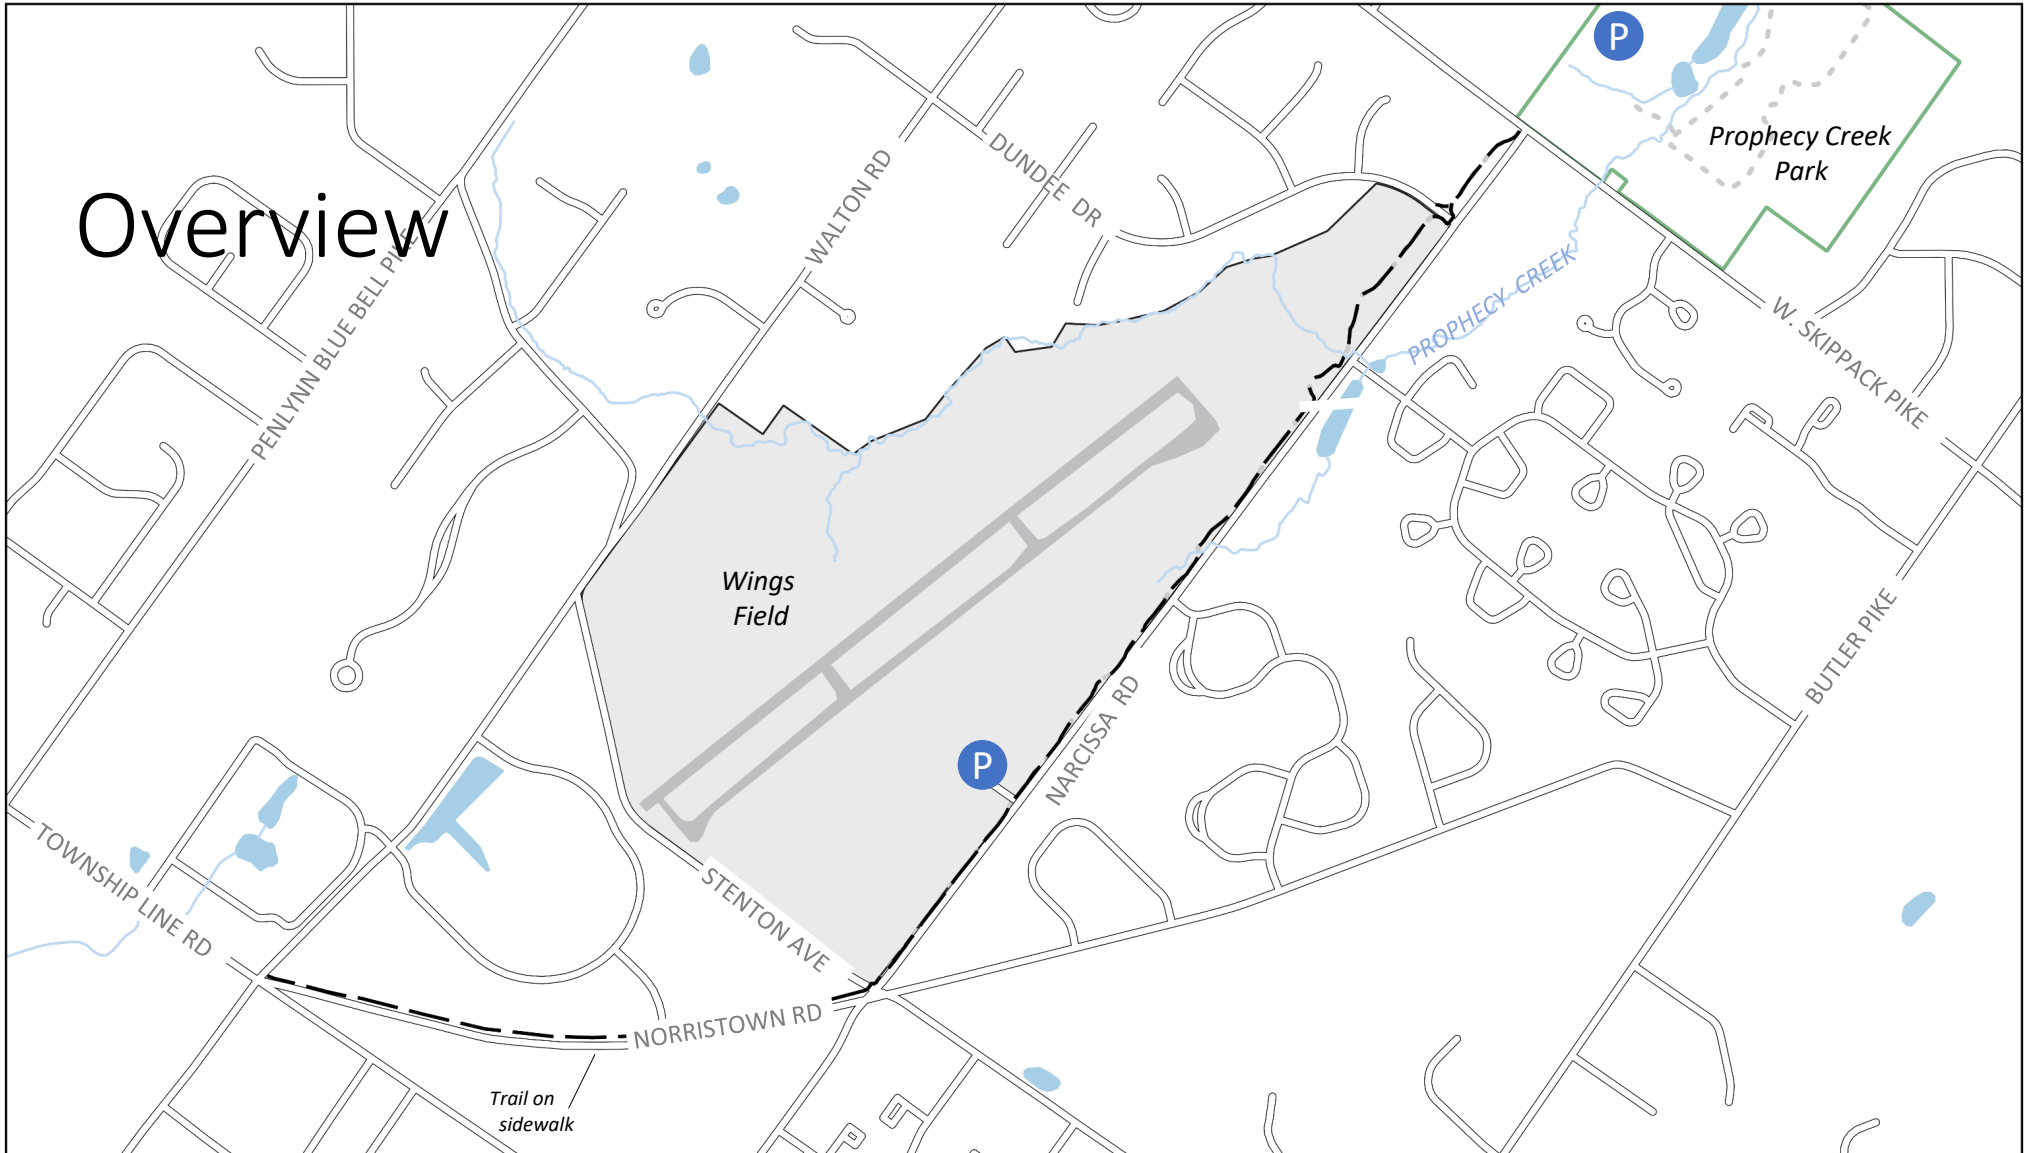 P
Prophecy Creek
Park
DUNDEE DR
WALTON RD
Overview
PENLYNN BLUE BELL PIKE
PROPHECY CREEK
W. SKIPPACK PIKE
Wings
Field
BUTLER PIKE
NARCISSA RD
P
TOWNSHIP LINE RD
STENTON AVE
NORRISTOWN RD
Trail on
sidewalk